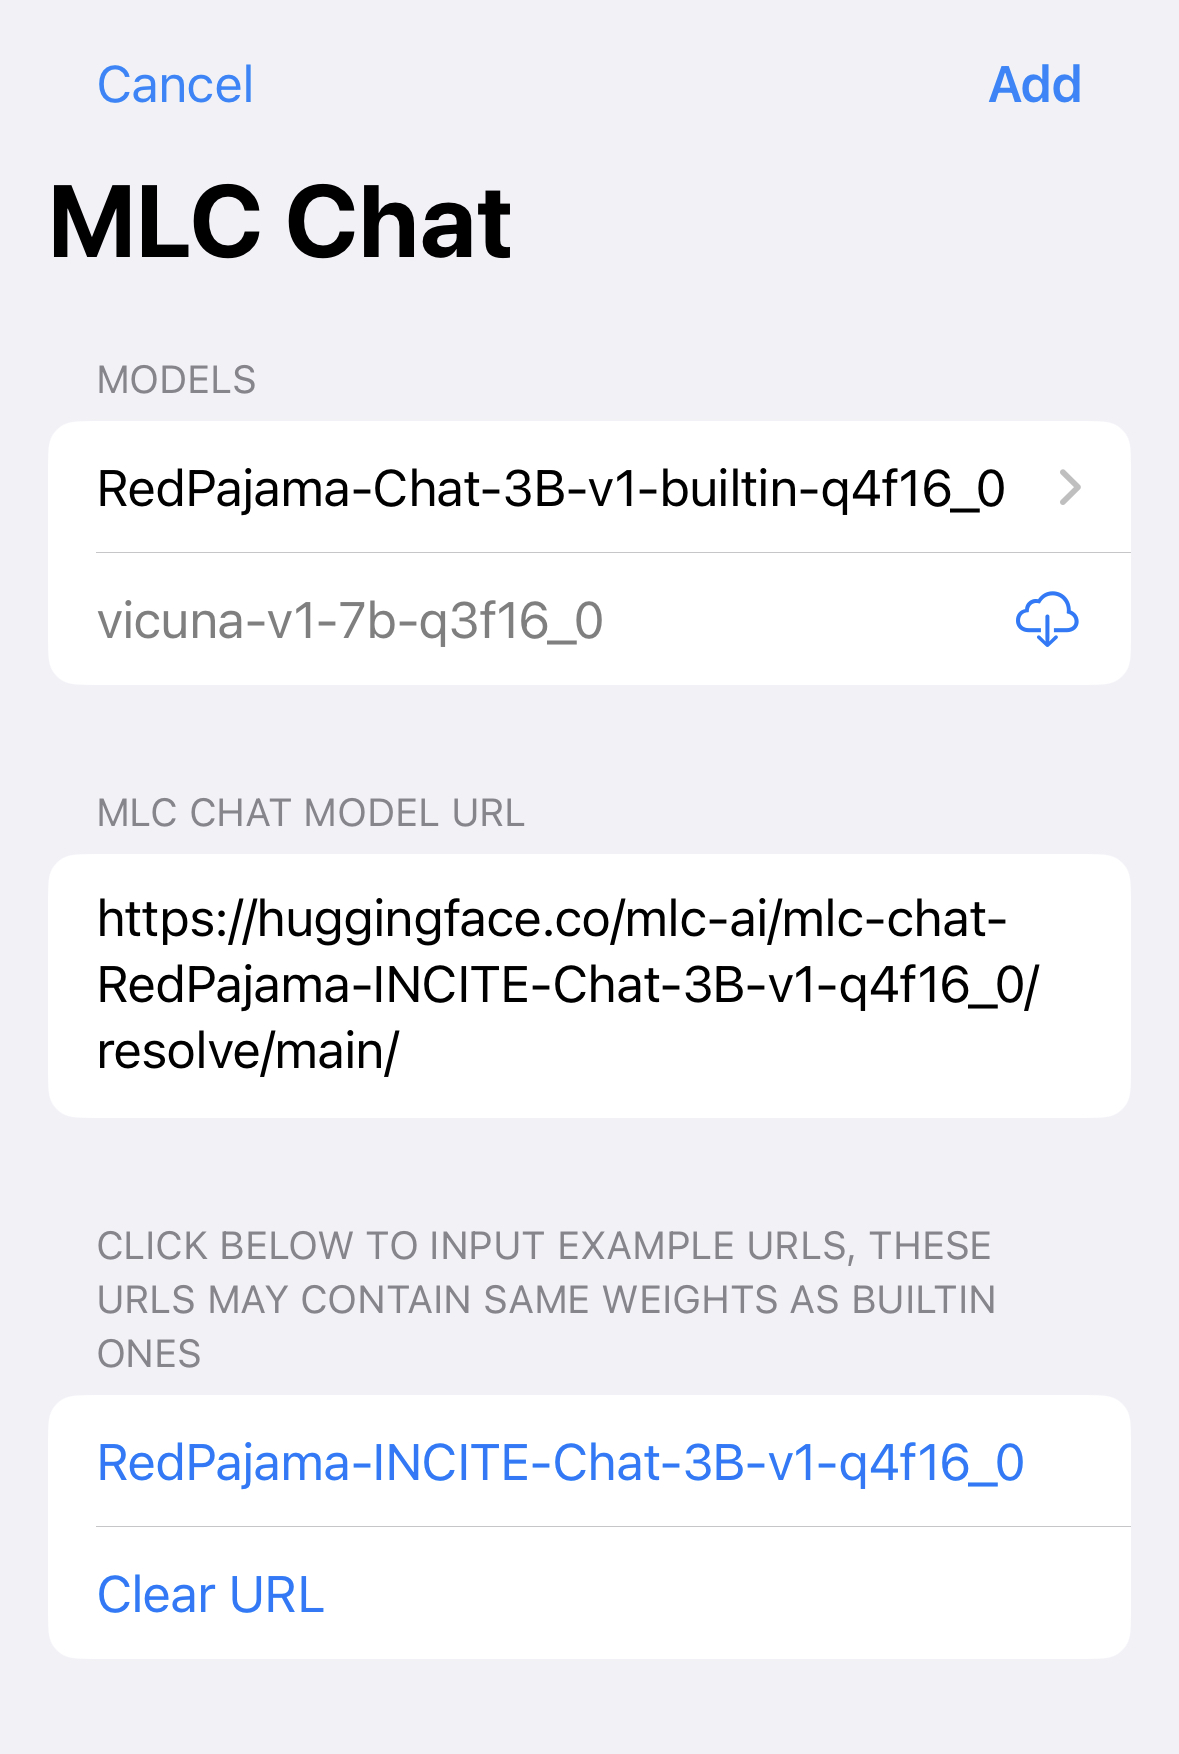 Cancel
Add
MLC Chat
MODELS
RedPajama-Chat-3B-v1-builtin-q4f16_0
vicuna-v1-7b-q3f16_0
MLC CHAT MODEL URL
https://huggingface.co/mlc-ai/mlc-chat-
RedPajama-INCITE-Chat-3B-v1-q4f16_0/
resolve/main/
CLICK BELOW TO INPUT EXAMPLE URLS, THESE
URLS MAY CONTAIN SAME WEIGHTS AS BUILTIN
ONES
RedPajama-INCITE-Chat-3B-v1-q4f16_0
Clear URL